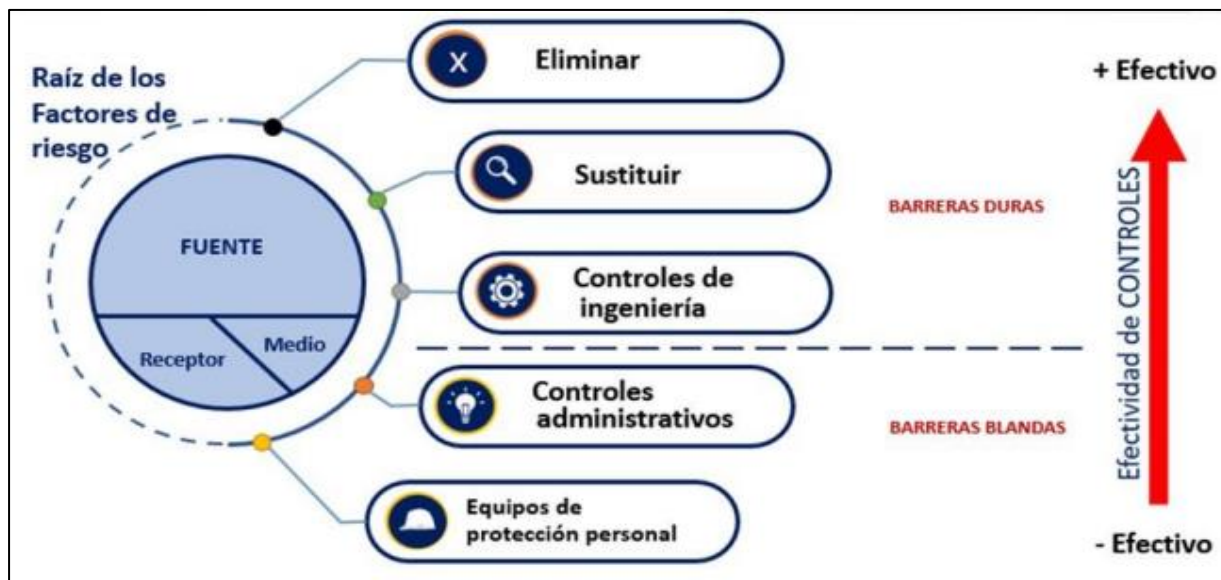 Raíz de los
Factores de
riesgo
FUENTE
Receptor
Medio
X
Eliminar
Sustituir
Controles de
ingeniería
Controles
administrativos
Equipos de
protección personal
BARRERAS DURAS
BARRERAS BLANDAS
+ Efectivo
Efectividad de CONTROLES
- Efectivo